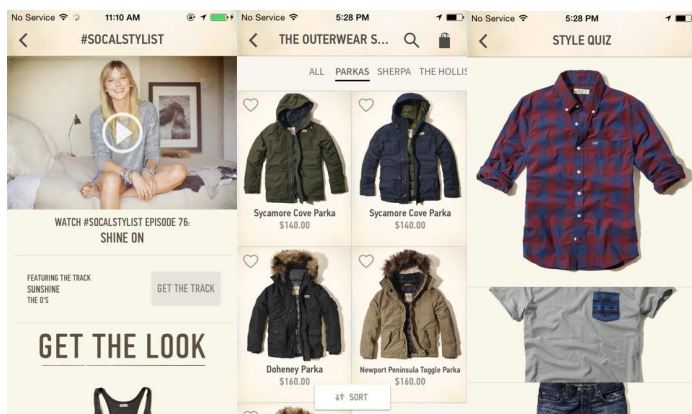 No Service 11:10 AM
#SOCALSTYLIST
WATCH #SOCALSTYLIST EPISODE 76:
SHINE ON
FEATURING THE TRACK
SUNSHINE
THE O'S
GET THE TRACK
GET THE LOOK
No Service 5:28 PM
THE OUTERWEAR S...
ALL PARKAS SHERPA THE HOLLIS
Sycamore Cove Parka
$140.00
Sycamore Cove Parka
$140.00
Doheney Parka
$160.00
Newport Peninsula Toggle Parka
$160.00
SORT
No Service 5:28 PM
STYLE QUIZ